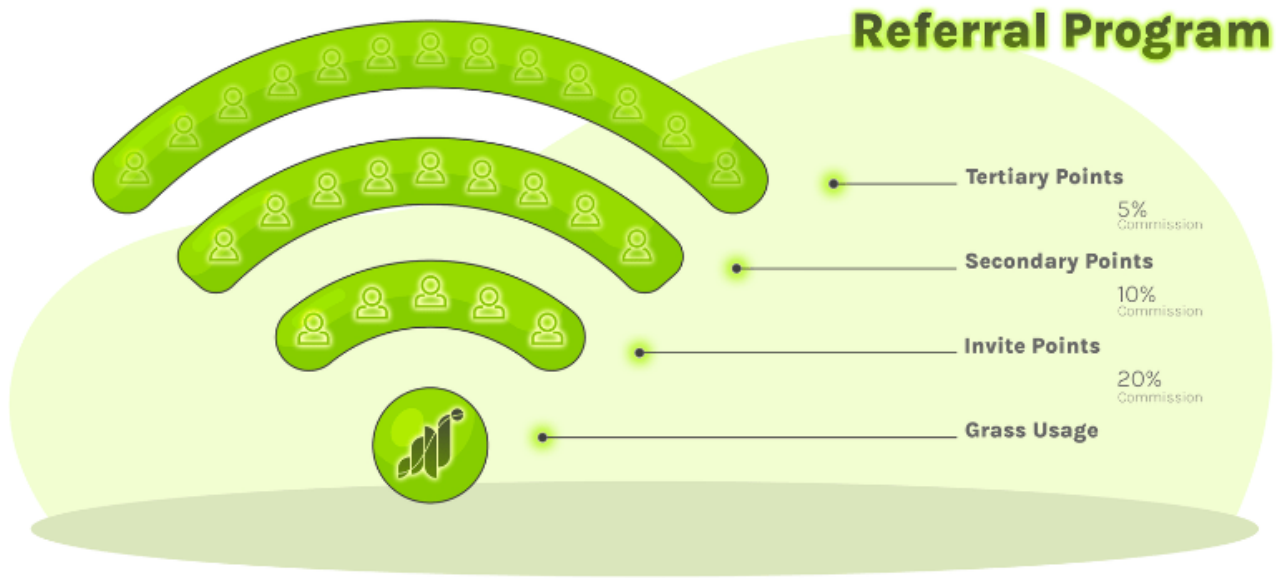 Referral Program
Tertiary Points
5%
Commission
Secondary Points
10%
Commission
Invite Points
20%
Commission
Grass Usage